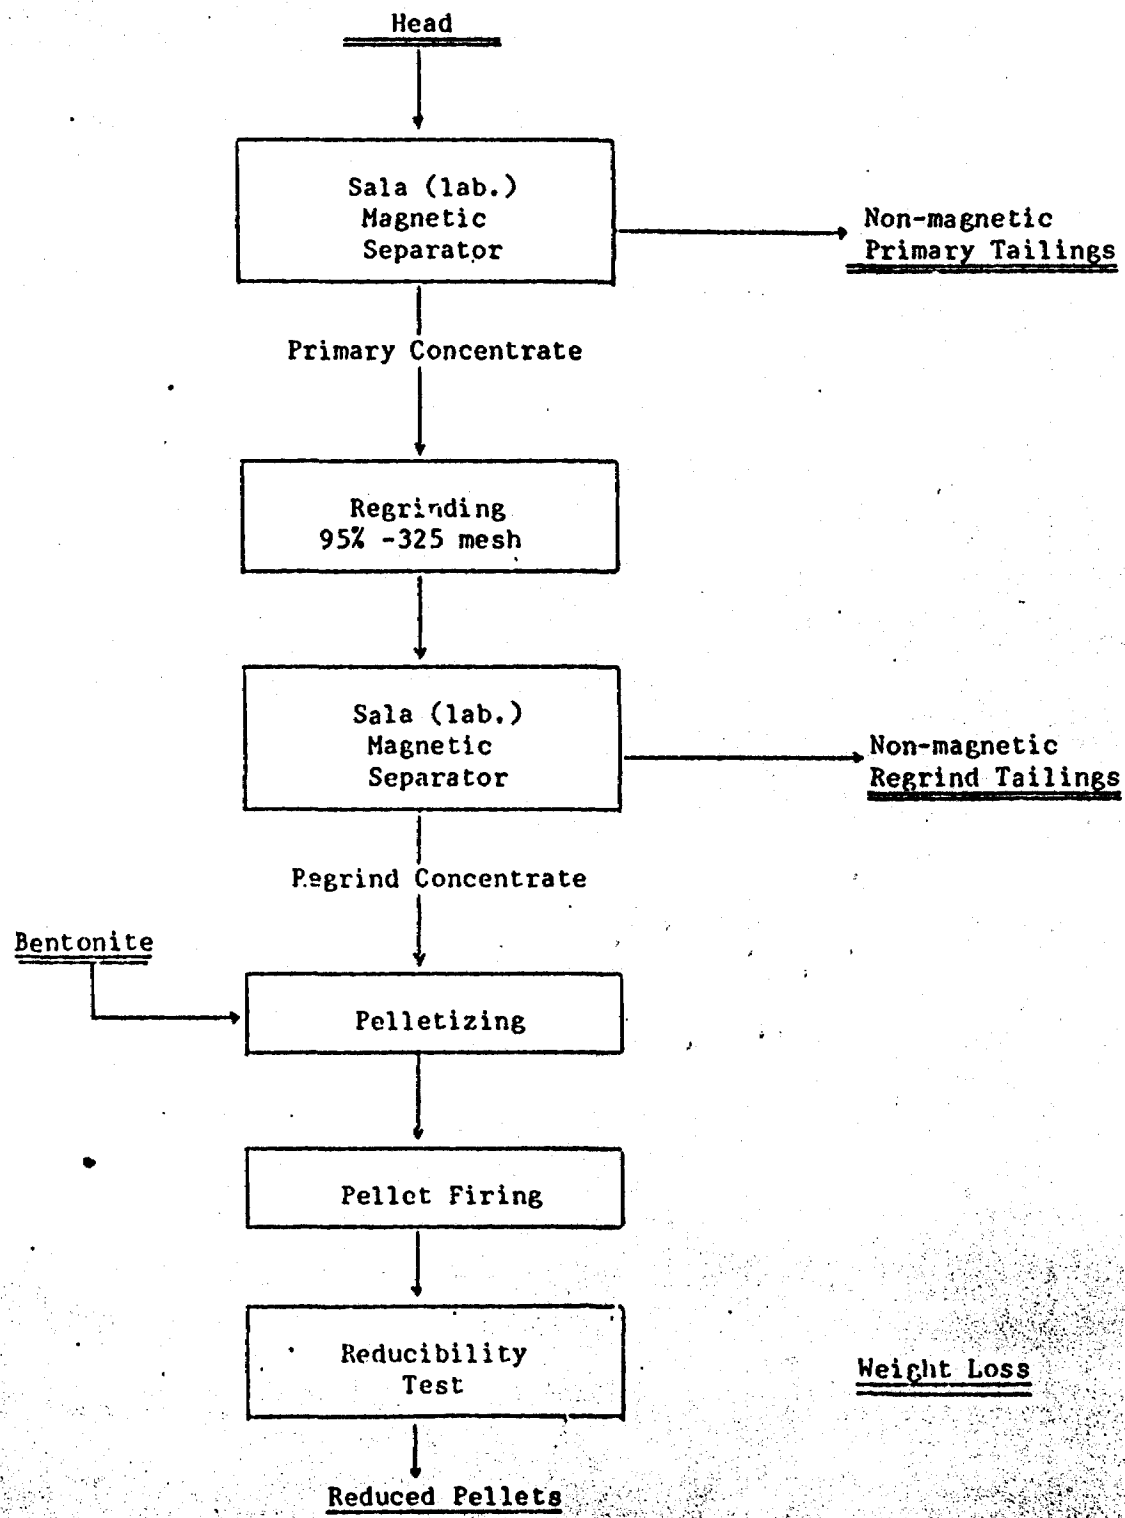 Head
Sala (lab.)
Magnetic
Separator
Non-magnetic
Primary Tailings
Primary Concentrate
Regrinding
95% -325 mesh
Sala (lab.)
Magnetic
Separator
Non-magnetic
Regrind Tailings
Regrind Concentrate
Bentonite
Pelletizing
Pellet Firing
Reducibility
Test
Weight Loss
Reduced Pellets